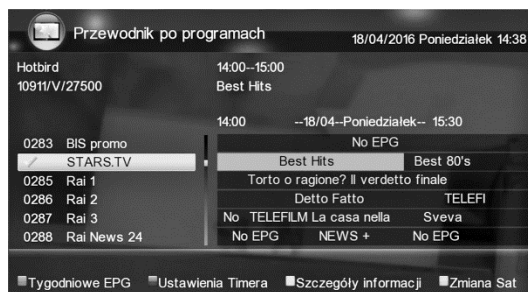 Przewodnik po programach
18/04/2016 Poniedziałek 14:38
Hotbird
10911/V/27500
14:00--15:00
Best Hits
14:00 --18/04--Poniedziałek-- 15:30
0283 BIS promo No EPG
STARS.TV Best Hits Best 80's
0285 Rai 1 Torto o ragione? Il verdetto finale
0286 Rai 2 Detto Fatto TELEFI
0287 Rai 3 No TELEFILM La casa nella Sveva
0288 Rai News 24 No EPG NEWS + No EPG
Tygodniowe EPG Ustawienia Timera Szczegóły informacji Zmiana Sat